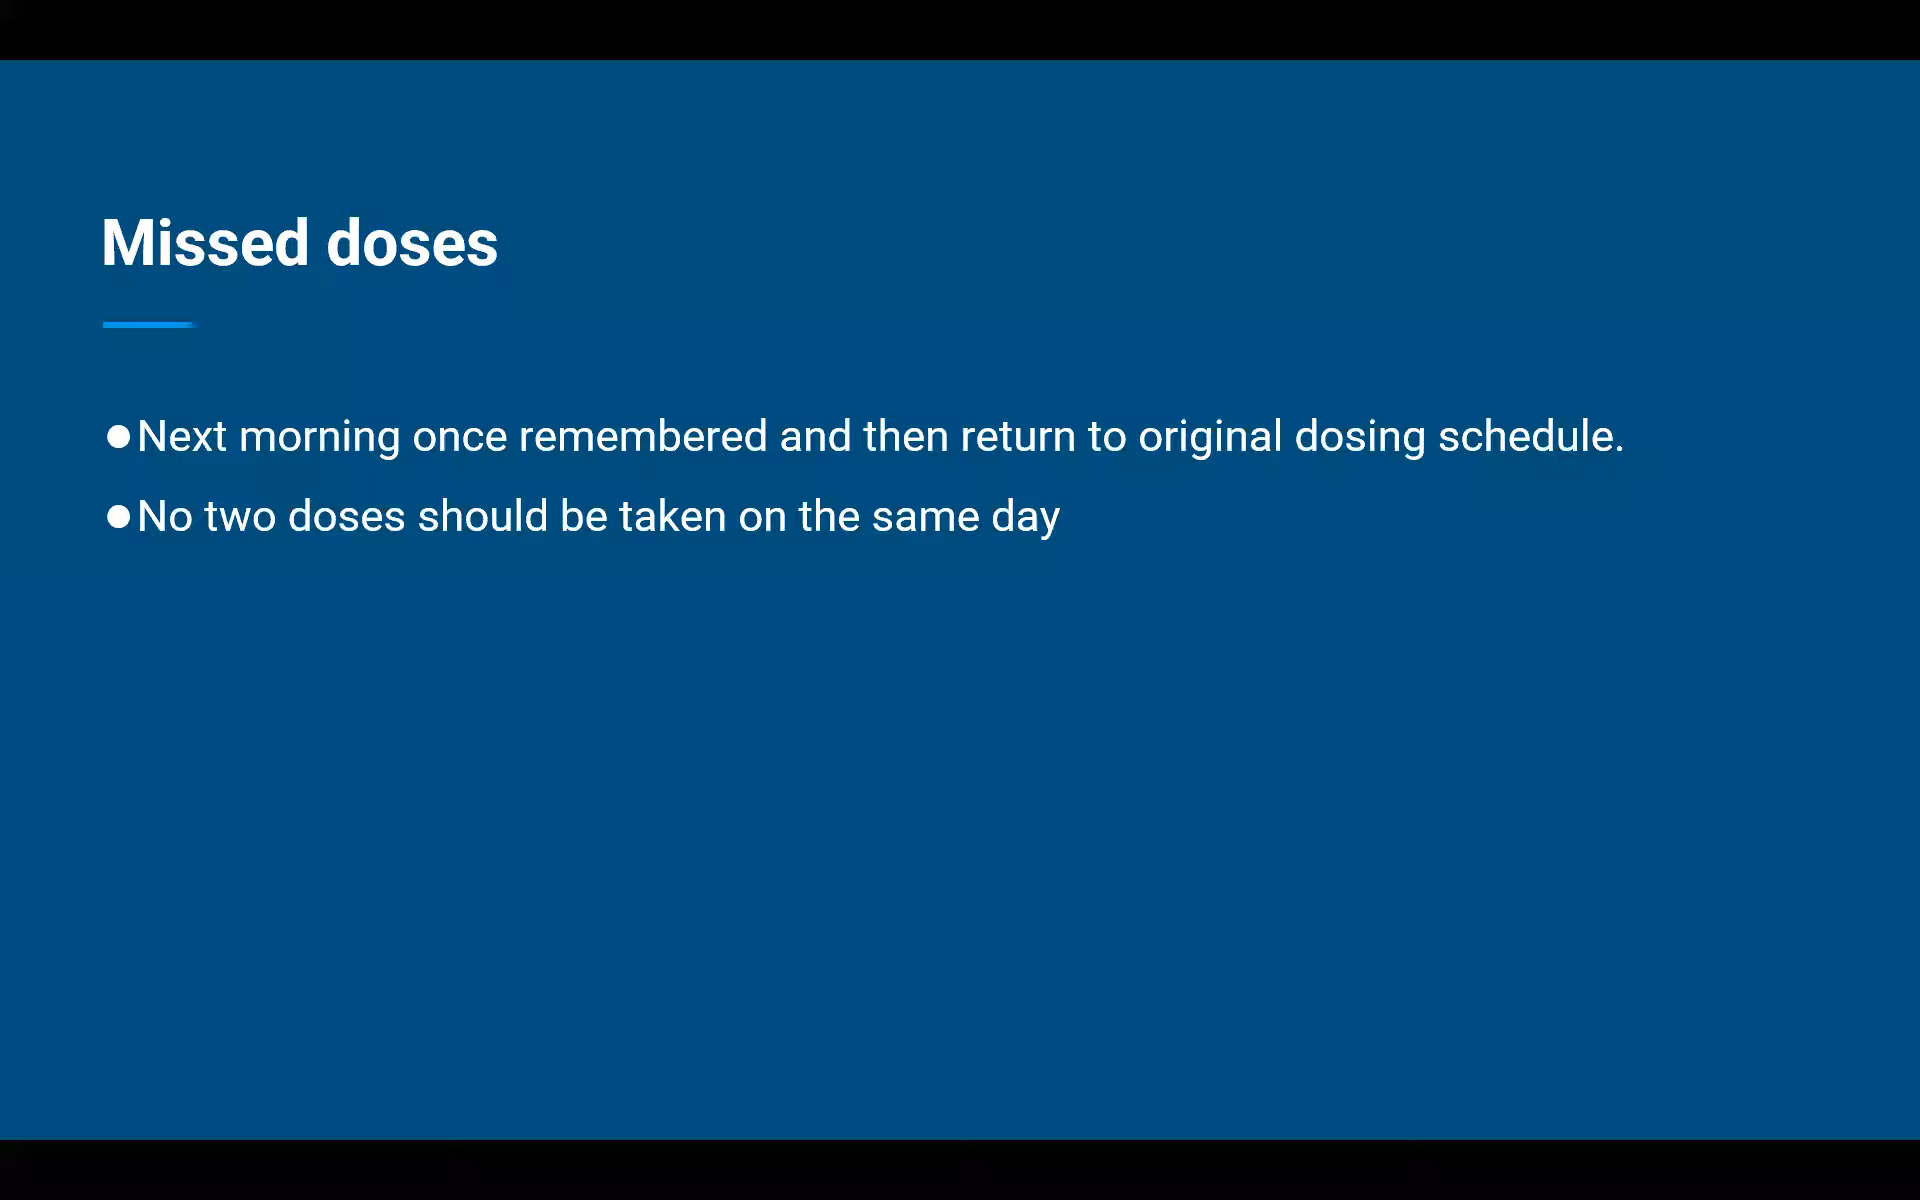 Missed doses
●Next morning once remembered and then return to original dosing schedule.
●No two doses should be taken on the same day